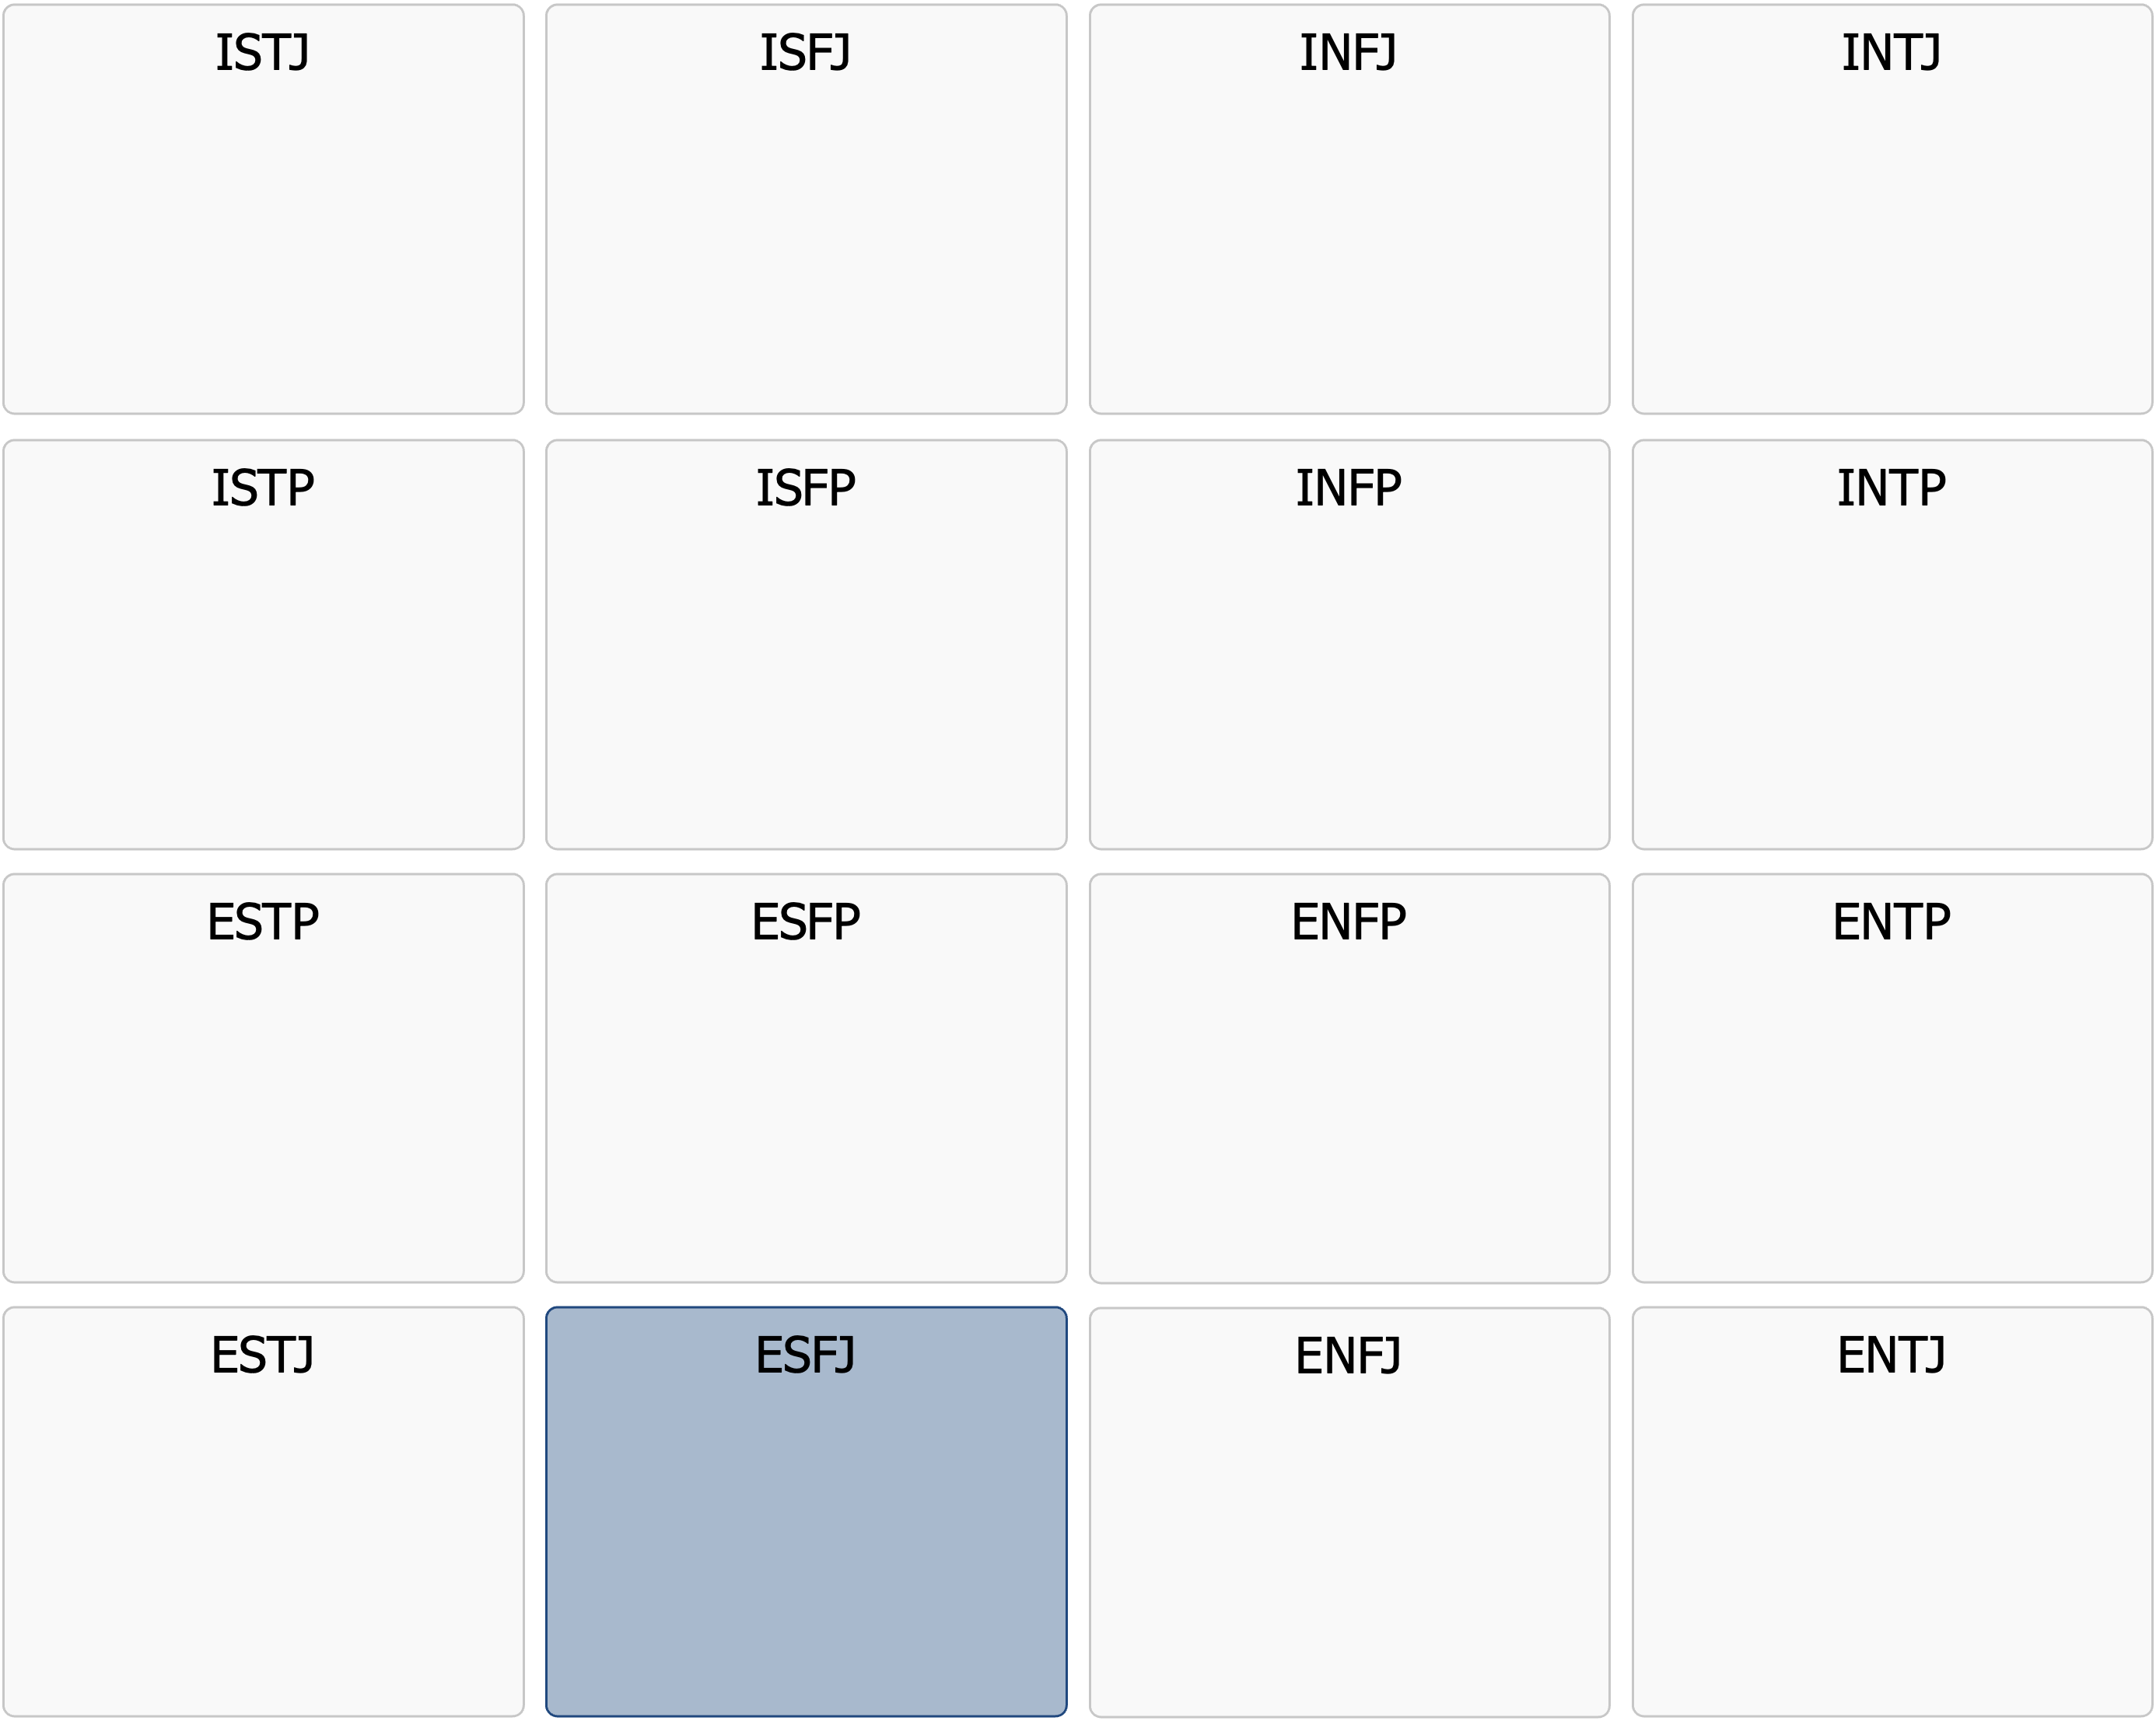 ISTJ
ISFJ
INFJ
INTJ
ISTP
ISFP
INFP
INTP
ESTP
ESFP
ENFP
ENTP
ESTJ
ESFJ
ENFJ
ENTJ